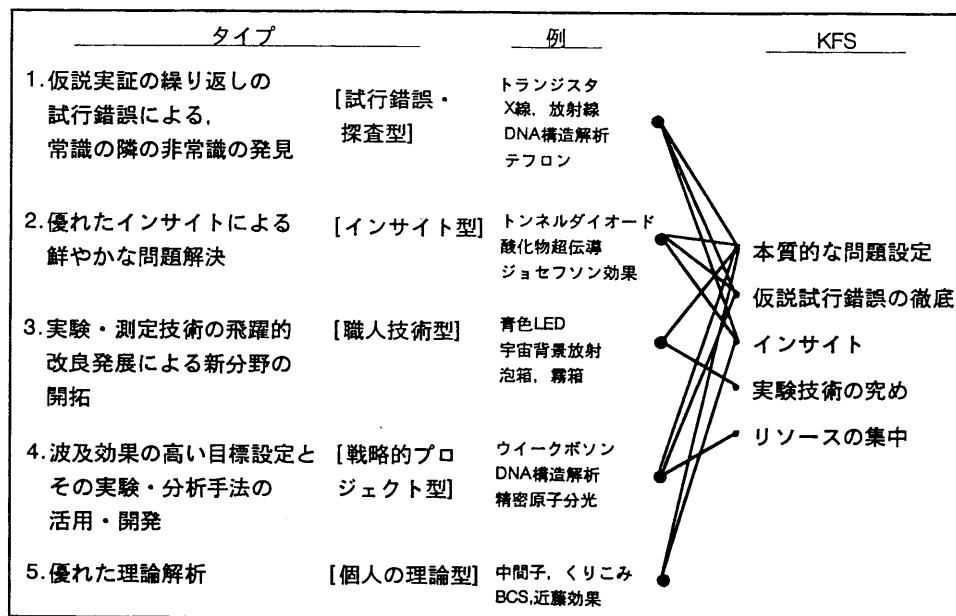 タイプ
例
KFS
1.仮説実証の繰り返しの
試行錯誤による,
常識の隣の非常識の発見
[試行錯誤・
探査型]
トランジスタ
X線, 放射線
DNA構造解析
テフロン
2.優れたインサイトによる
鮮やかな問題解決
[インサイト型]
トンネルダイオード
酸化物超伝導
ジョセフソン効果
3.実験・測定技術の飛躍的
改良発展による新分野の
開拓
[職人技術型]
青色LED
宇宙背景放射
泡箱, 霧箱
4.波及効果の高い目標設定と
その実験・分析手法の
活用・開発
[戦略的プロ
ジェクト型]
ウイークボソン
DNA構造解析
精密原子分光
5.優れた理論解析
[個人の理論型]
中間子, くりこみ
BCS,近藤効果
本質的な問題設定
仮説試行錯誤の徹底
インサイト
実験技術の究め
リソースの集中